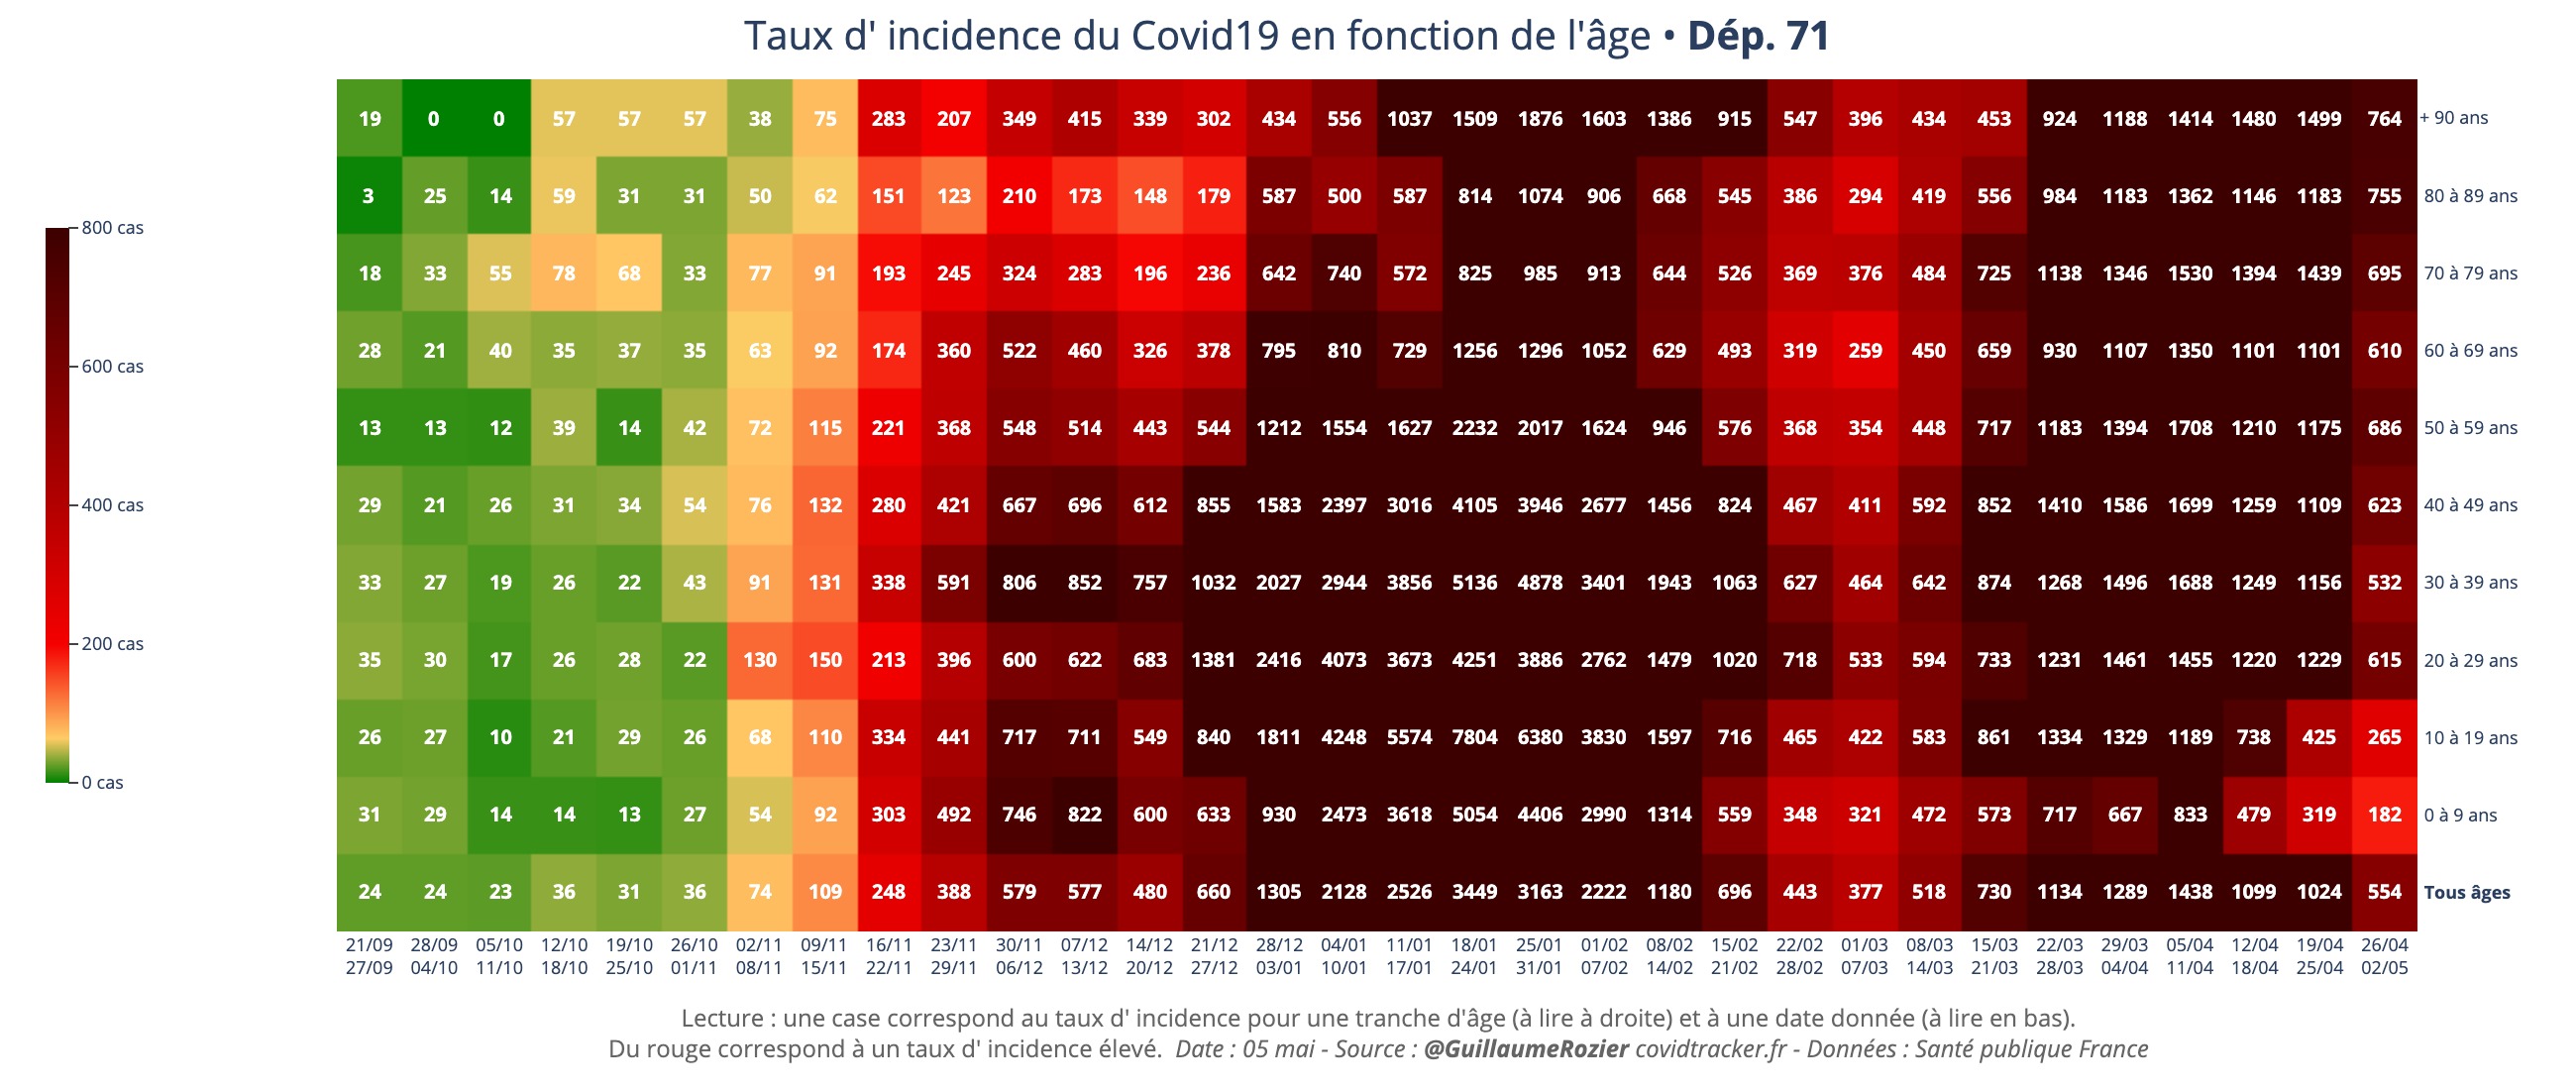 Taux d' incidence du Covid19 en fonction de l'âge • Dép. 71
800 cas
600 cas
400 cas
200 cas
0 cas
19 0 0 57 57 57 38 75 283 207 349 415 339 302 434 556 1037 1509 1876 1603 1386 915 547 396 434 453 924 1188 1414 1480 1499 764 + 90 ans
3 25 14 59 31 31 50 62 151 123 210 173 148 179 587 500 587 814 1074 906 668 545 386 294 419 556 984 1183 1362 1146 1183 755 80 à 89 ans
18 33 55 78 68 33 77 91 193 245 324 283 196 236 642 740 572 825 985 913 644 526 369 376 484 725 1138 1346 1530 1394 1439 695 70 à 79 ans
28 21 40 35 37 35 63 92 174 360 522 460 326 378 795 810 729 1256 1296 1052 629 493 319 259 450 659 930 1107 1350 1101 1101 610 60 à 69 ans
13 13 12 39 14 42 72 115 221 368 548 514 443 544 1212 1554 1627 2232 2017 1624 946 576 368 354 448 717 1183 1394 1708 1210 1175 686 50 à 59 ans
29 21 26 31 34 54 76 132 280 421 667 696 612 855 1583 2397 3016 4105 3946 2677 1456 824 467 411 592 852 1410 1586 1699 1259 1109 623 40 à 49 ans
33 27 19 26 22 43 91 131 338 591 806 852 757 1032 2027 2944 3856 5136 4878 3401 1943 1063 627 464 642 874 1268 1496 1688 1249 1156 532 30 à 39 ans
35 30 17 26 28 22 130 150 213 396 600 622 683 1381 2416 4073 3673 4251 3886 2762 1479 1020 718 533 594 733 1231 1461 1455 1220 1229 615 20 à 29 ans
26 27 10 21 29 26 68 110 334 441 717 711 549 840 1811 4248 5574 7804 6380 3830 1597 716 465 422 583 861 1334 1329 1189 738 425 265 10 à 19 ans
31 29 14 14 13 27 54 92 303 492 746 822 600 633 930 2473 3618 5054 4406 2990 1314 559 348 321 472 573 717 667 833 479 319 182 0 à 9 ans
24 24 23 36 31 36 74 109 248 388 579 577 480 660 1305 2128 2526 3449 3163 2222 1180 696 443 377 518 730 1134 1289 1438 1099 1024 554 Tous âges
21/09 28/09 05/10 12/10 19/10 26/10 02/11 09/11 16/11 23/11 30/11 07/12 14/12 21/12 28/12 04/01 11/01 18/01 25/01 01/02 08/02 15/02 22/02 01/03 08/03 15/03 22/03 29/03 05/04 12/04 19/04 26/04
27/09 04/10 11/10 18/10 25/10 01/11 08/11 15/11 22/11 29/11 06/12 13/12 20/12 27/12 03/01 10/01 17/01 24/01 31/01 07/02 14/02 21/02 28/02 07/03 14/03 21/03 28/03 04/04 11/04 18/04 25/04 02/05
Lecture : une case correspond au taux d' incidence pour une tranche d'âge (à lire à droite) et à une date donnée (à lire en bas).
Du rouge correspond à un taux d' incidence élevé. Date : 05 mai - Source : @GuillaumeRozier covidtracker.fr - Données : Santé publique France